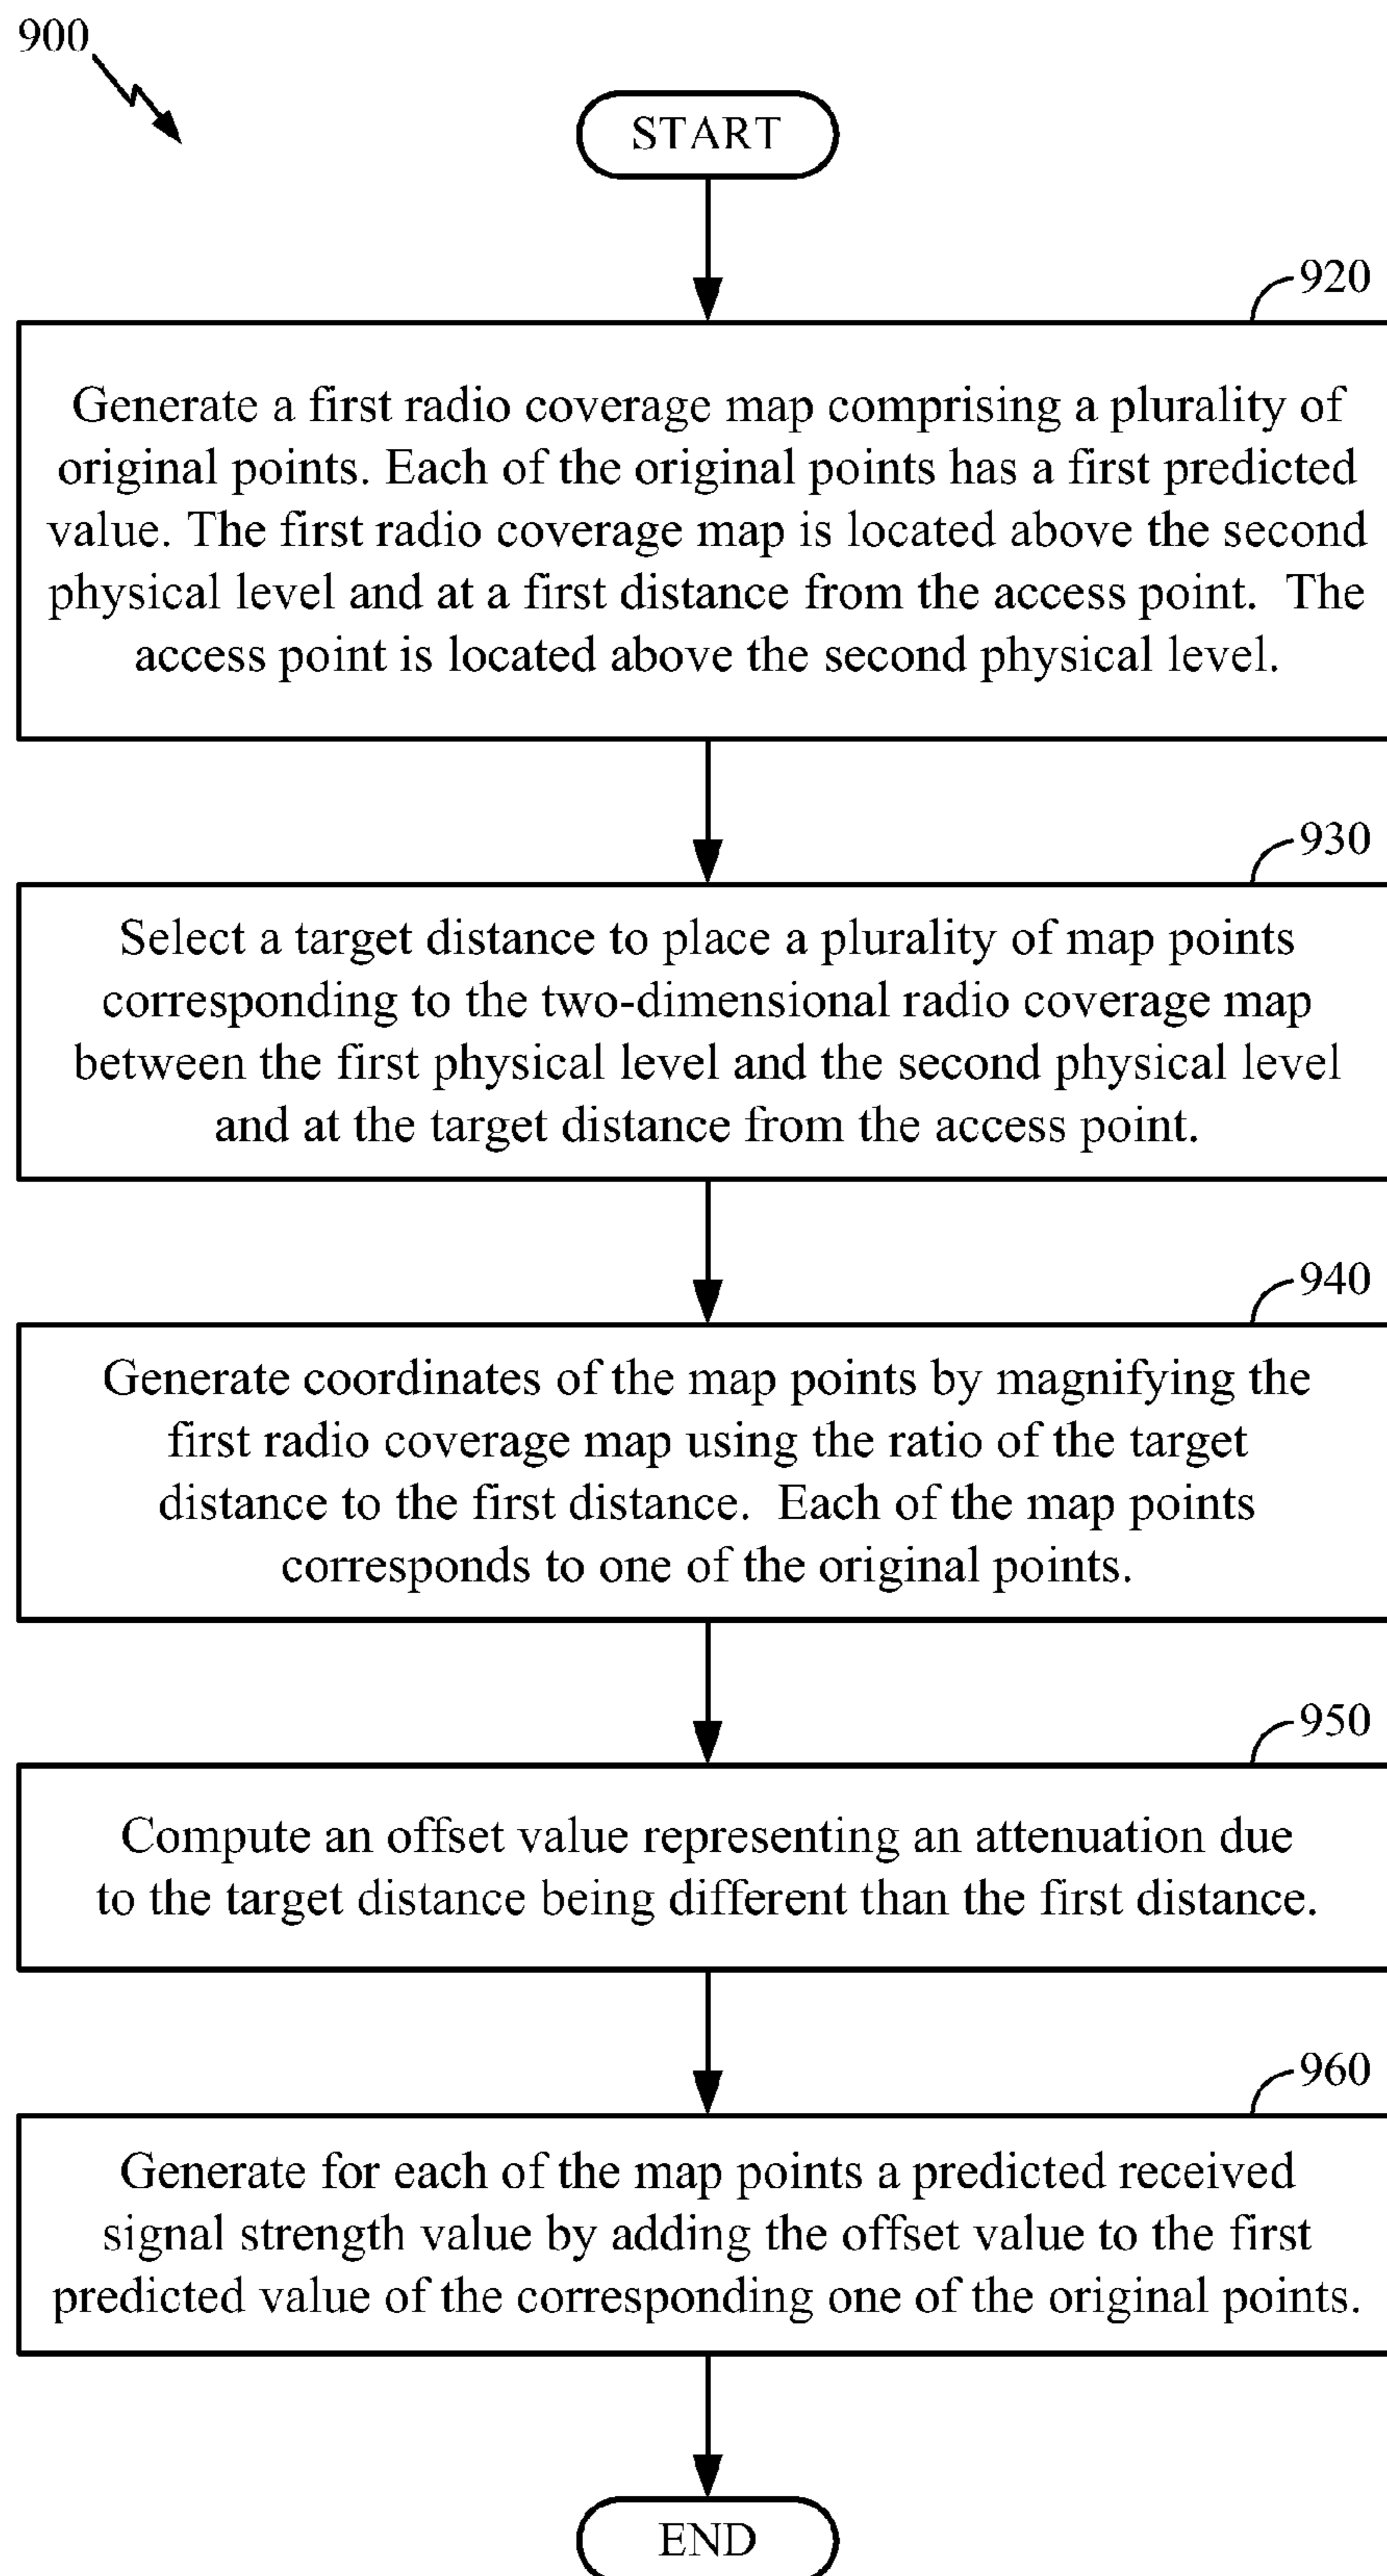 900
START
920
Generate a first radio coverage map comprising a plurality of
original points. Each of the original points has a first predicted
value. The first radio coverage map is located above the second
physical level and at a first distance from the access point. The
access point is located above the second physical level.
930
Select a target distance to place a plurality of map points
corresponding to the two-dimensional radio coverage map
between the first physical level and the second physical level
and at the target distance from the access point.
940
Generate coordinates of the map points by magnifying the
first radio coverage map using the ratio of the target
distance to the first distance. Each of the map points
corresponds to one of the original points.
950
Compute an offset value representing an attenuation due
to the target distance being different than the first distance.
960
Generate for each of the map points a predicted received
signal strength value by adding the offset value to the first
predicted value of the corresponding one of the original points.
END